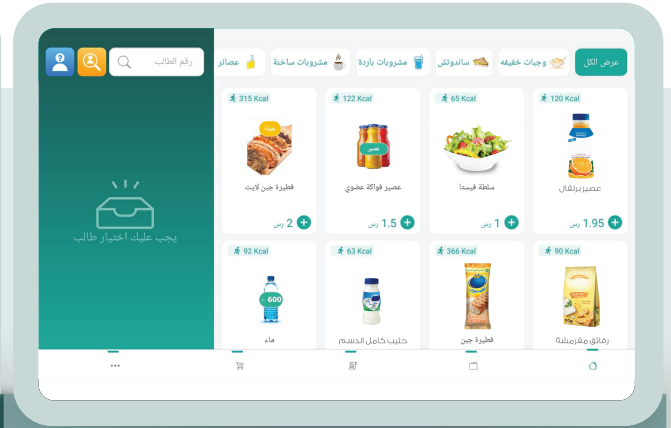 عرض الكل
وجبات خفيفه
ساندوتش
مشروبات باردة
مشروبات ساخنة
عصائر
رقم الطالب
120 Kcal
65 Kcal
122 Kcal
315 Kcal
عصير
جبنة
عصير برتقال
سلطة فيستا
عصير فواكة عضوي
فطيرة جبن لايت
1.95 رس
1 رس
1.5 رس
2 رس
90 Kcal
366 Kcal
63 Kcal
92 Kcal
600
رقائق مقرمشة
فطيرة جبن
حليب كامل الدسم
ماء
يجب عليك اختيار طالب